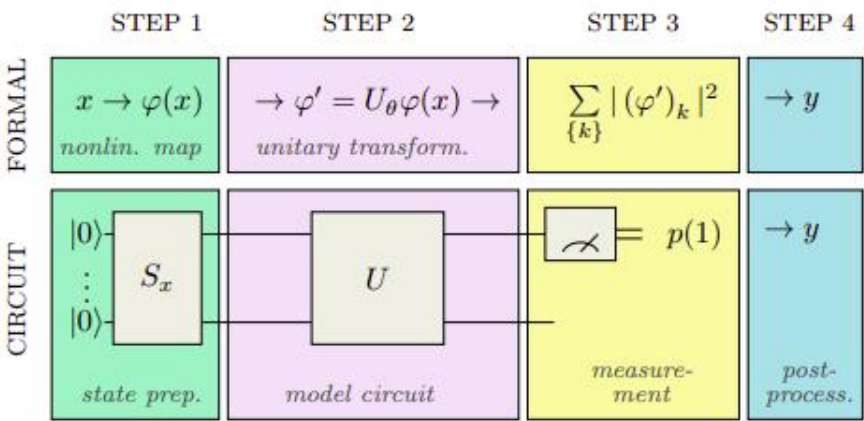 STEP 1 STEP 2 STEP 3 STEP 4
FORMAL
x → φ(x) → φ′ = U_θφ(x) → ∑_{k} | (φ′)_k |² → y
nonlin. map unitary transform.
CIRCUIT
|0⟩ S_x U = p(1) → y
⋮
|0⟩
state prep. model circuit measure-
ment post-
process.